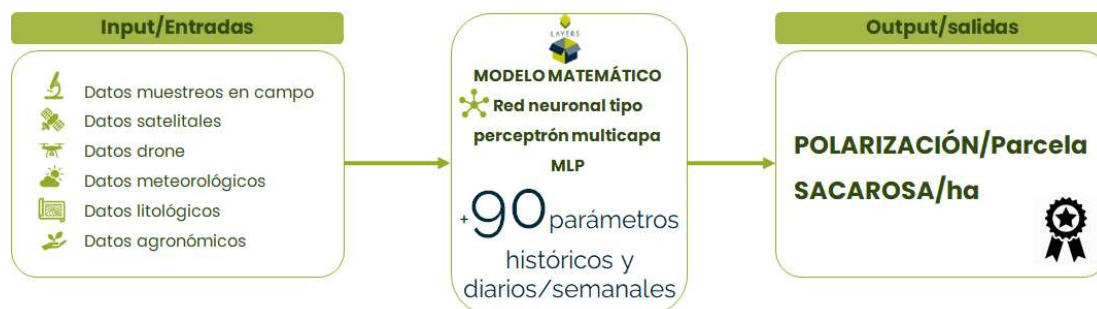 Input/Entradas
Datos muestreos en campo
Datos satelitales
Datos drone
Datos meteorológicos
Datos litológicos
Datos agronómicos
LAYERS
MODELO MATEMÁTICO
Red neuronal tipo
perceptrón multicapa
MLP
+90 parámetros
históricos y
diarios/semanales
Output/salidas
POLARIZACIÓN/Parcela
SACAROSA/ha